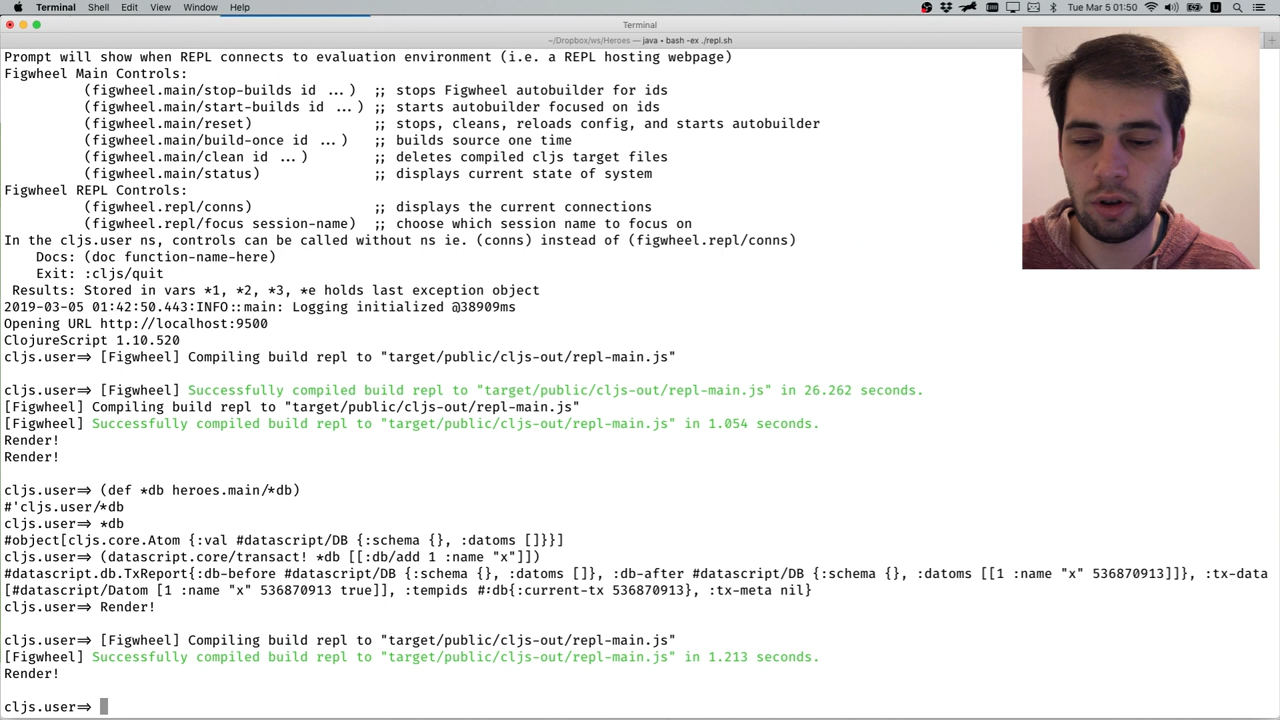 Terminal Shell Edit View Window Help Tue Mar 5 01:50
Terminal
~/Dropbox/ws/Heroes — java • bash -ex ./repl.sh
Prompt will show when REPL connects to evaluation environment (i.e. a REPL hosting webpage)
Figwheel Main Controls:
(figwheel.main/stop-builds id ...) ;; stops Figwheel autobuilder for ids
(figwheel.main/start-builds id ...) ;; starts autobuilder focused on ids
(figwheel.main/reset) ;; stops, cleans, reloads config, and starts autobuilder
(figwheel.main/build-once id ...) ;; builds source one time
(figwheel.main/clean id ...) ;; deletes compiled cljs target files
(figwheel.main/status) ;; displays current state of system
Figwheel REPL Controls:
(figwheel.repl/conns) ;; displays the current connections
(figwheel.repl/focus session-name) ;; choose which session name to focus on
In the cljs.user ns, controls can be called without ns ie. (conns) instead of (figwheel.repl/conns)
Docs: (doc function-name-here)
Exit: :cljs/quit
Results: Stored in vars *1, *2, *3, *e holds last exception object
2019-03-05 01:42:50.443:INFO::main: Logging initialized @38909ms
Opening URL http://localhost:9500
ClojureScript 1.10.520
cljs.user=> [Figwheel] Compiling build repl to "target/public/cljs-out/repl-main.js"
cljs.user=> [Figwheel] Successfully compiled build repl to "target/public/cljs-out/repl-main.js" in 26.262 seconds.
[Figwheel] Compiling build repl to "target/public/cljs-out/repl-main.js"
[Figwheel] Successfully compiled build repl to "target/public/cljs-out/repl-main.js" in 1.054 seconds.
Render!
Render!
cljs.user=> (def *db heroes.main/*db)
#'cljs.user/*db
cljs.user=> *db
#object[cljs.core.Atom {:val #datascript/DB {:schema {}, :datoms []}}]
cljs.user=> (datascript.core/transact! *db [[:db/add 1 :name "x"]])
#datascript.db.TxReport{:db-before #datascript/DB {:schema {}, :datoms []}, :db-after #datascript/DB {:schema {}, :datoms [[1 :name "x" 536870913]]}, :tx-data
[#datascript/Datom [1 :name "x" 536870913 true]], :tempids #:db{:current-tx 536870913}, :tx-meta nil}
cljs.user=> Render!
cljs.user=> [Figwheel] Compiling build repl to "target/public/cljs-out/repl-main.js"
[Figwheel] Successfully compiled build repl to "target/public/cljs-out/repl-main.js" in 1.213 seconds.
Render!
cljs.user=>